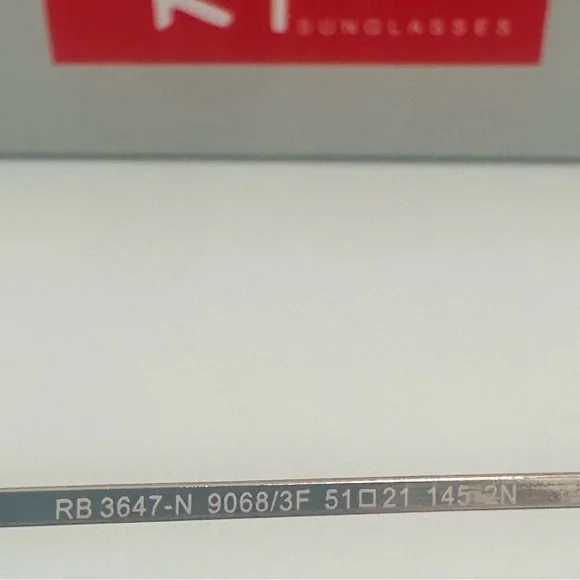 SUNGLASSES
RB 3647-N 9068/3F 51□21 145 2N